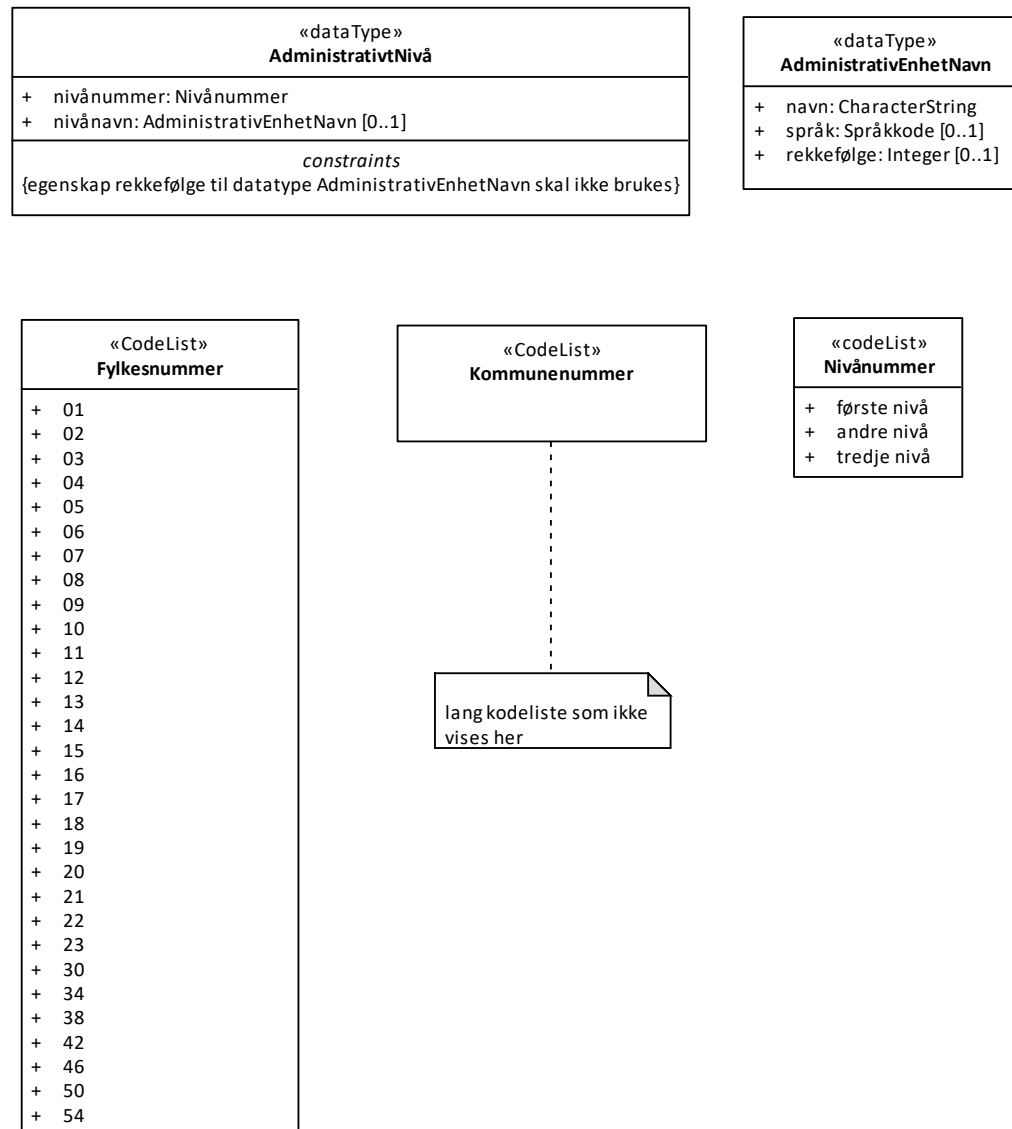 «dataType»
AdministrativtNivå
+ nivånummer: Nivånummer
+ nivånavn: AdministrativEnhetNavn [0..1]
constraints
{egenskap rekkefølge til datatype AdministrativEnhetNavn skal ikke brukes}
«dataType»
AdministrativEnhetNavn
+ navn: CharacterString
+ språk: Språkkode [0..1]
+ rekkefølge: Integer [0..1]
«CodeList»
Fylkesnummer
+ 01
+ 02
+ 03
+ 04
+ 05
+ 06
+ 07
+ 08
+ 09
+ 10
+ 11
+ 12
+ 13
+ 14
+ 15
+ 16
+ 17
+ 18
+ 19
+ 20
+ 21
+ 22
+ 23
+ 30
+ 34
+ 38
+ 42
+ 46
+ 50
+ 54
«CodeList»
Kommunenummer
lang kodeliste som ikke
vises her
«codeList»
Nivånummer
+ første nivå
+ andre nivå
+ tredje nivå